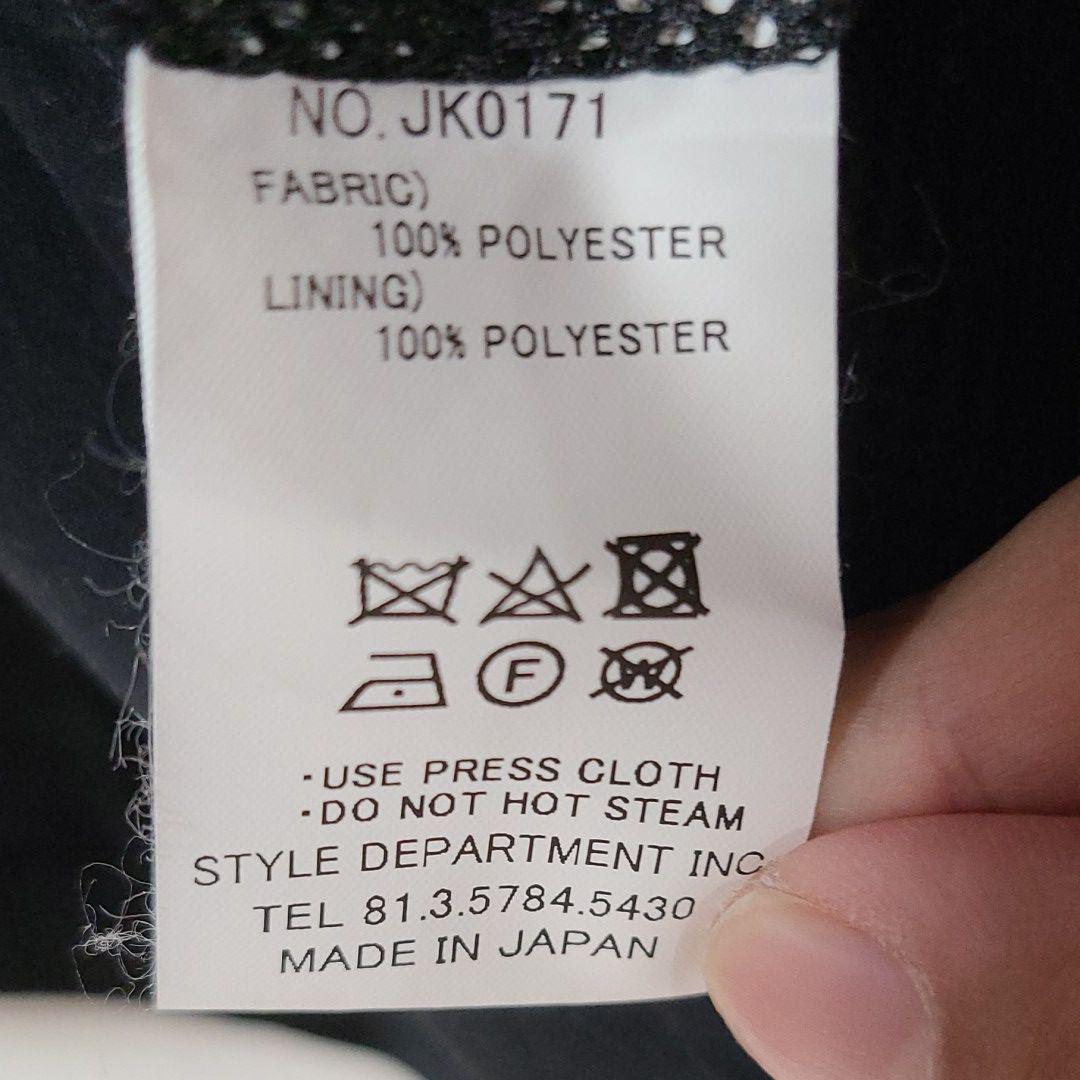 NO. JK0171
FABRIC)
100% POLYESTER
LINING)
100% POLYESTER
F
W
·USE PRESS CLOTH
·DO NOT HOT STEAM
STYLE DEPARTMENT INC
TEL 81.3.5784.5430
MADE IN JAPAN